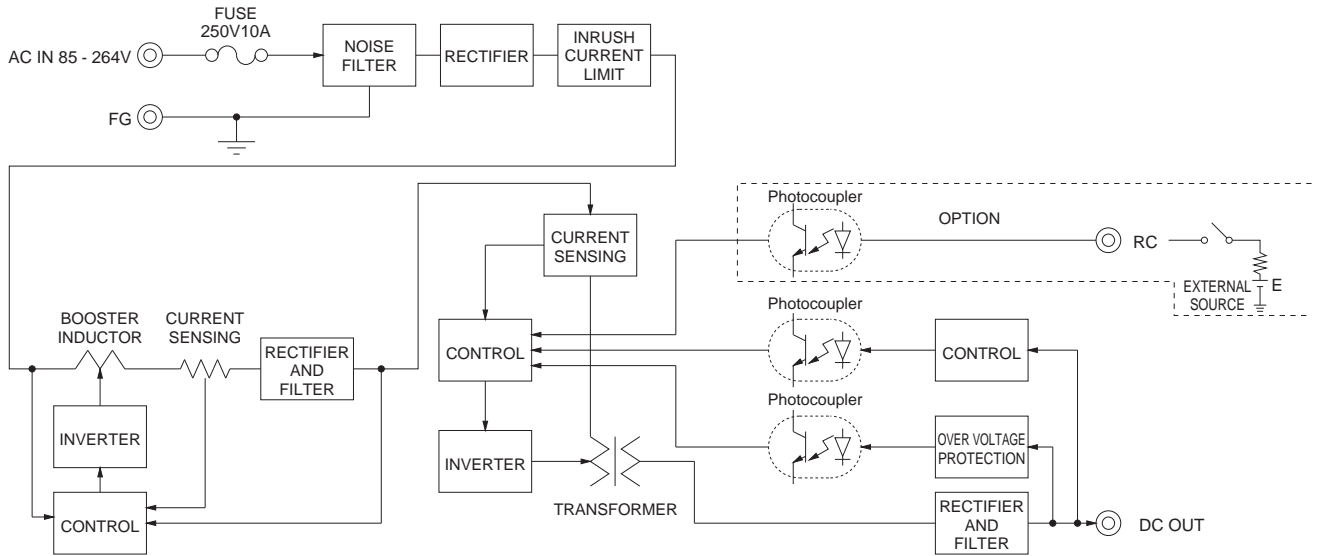 FUSE
250V10A
AC IN 85 - 264V
NOISE
FILTER
RECTIFIER
INRUSH
CURRENT
LIMIT
FG
Photocoupler
OPTION
RC
CURRENT
SENSING
EXTERNAL
SOURCE
E
BOOSTER
INDUCTOR
CURRENT
SENSING
RECTIFIER
AND
FILTER
CONTROL
Photocoupler
CONTROL
Photocoupler
INVERTER
INVERTER
OVER VOLTAGE
PROTECTION
TRANSFORMER
CONTROL
RECTIFIER
AND
FILTER
DC OUT